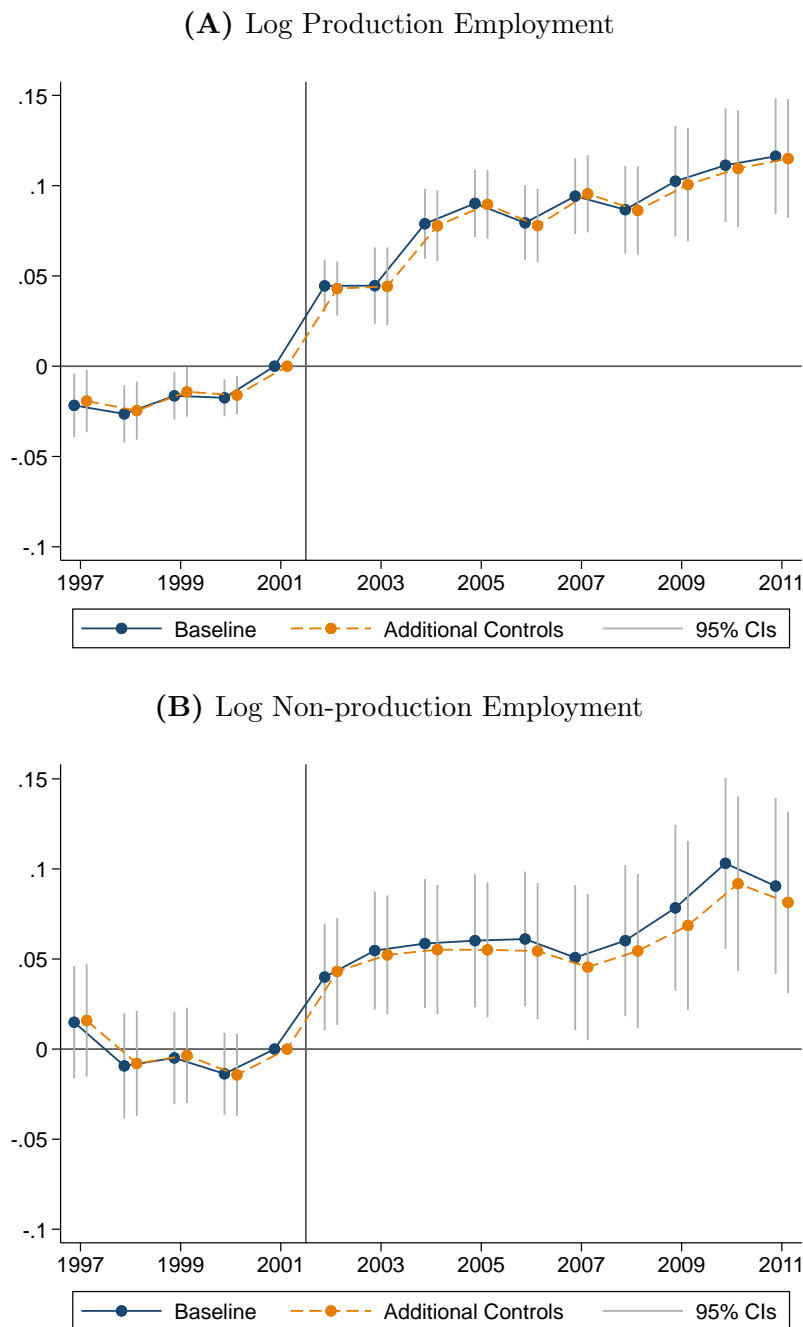 (A) Log Production Employment
.15
.1
.05
0
-.05
-.1
1997 1999 2001 2003 2005 2007 2009 2011
Baseline Additional Controls 95% CIs
(B) Log Non-production Employment
.15
.1
.05
0
-.05
-.1
1997 1999 2001 2003 2005 2007 2009 2011
Baseline Additional Controls 95% CIs